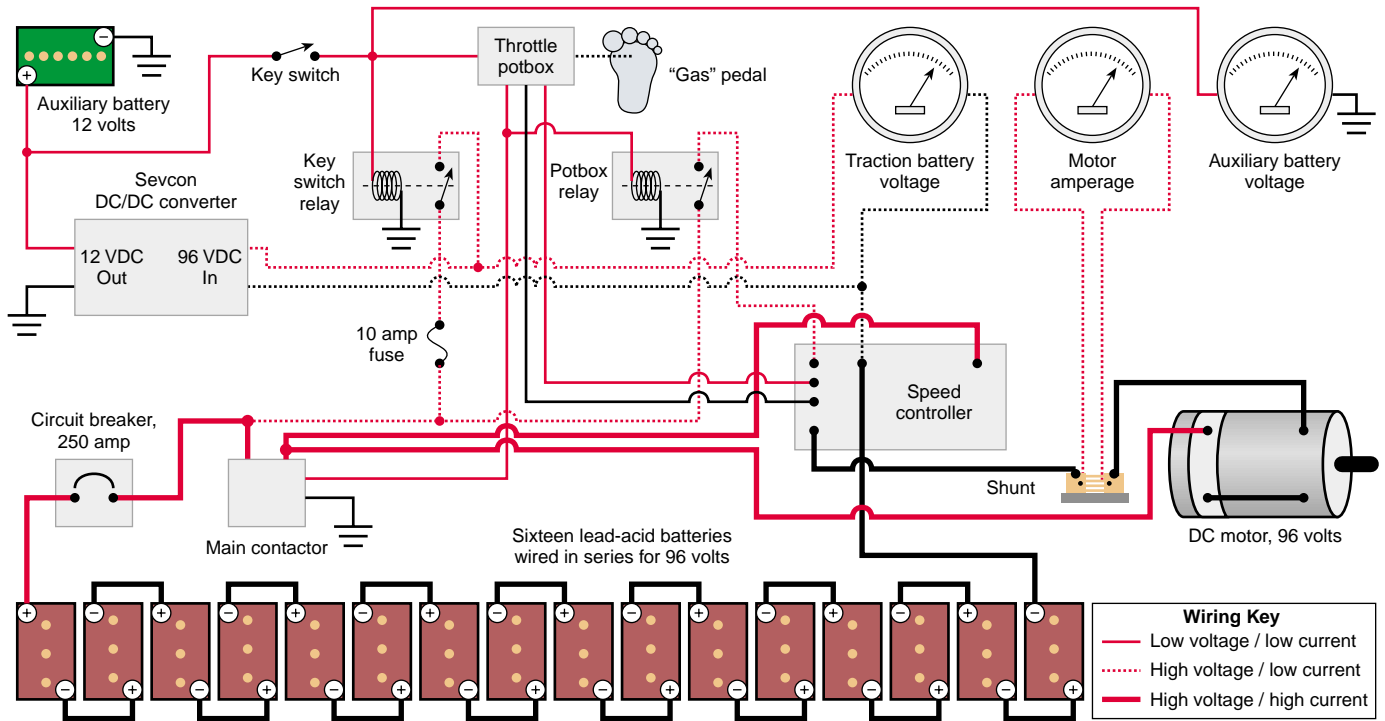 Throttle
potbox
Key switch
“Gas” pedal
Auxiliary battery
12 volts
Key
switch
relay
Potbox
relay
Traction battery
voltage
Motor
amperage
Auxiliary battery
voltage
Sevcon
DC/DC converter
12 VDC
Out
96 VDC
In
10 amp
fuse
Speed
controller
Circuit breaker,
250 amp
Main contactor
Shunt
DC motor, 96 volts
Sixteen lead-acid batteries
wired in series for 96 volts
Wiring Key
Low voltage / low current
High voltage / low current
High voltage / high current